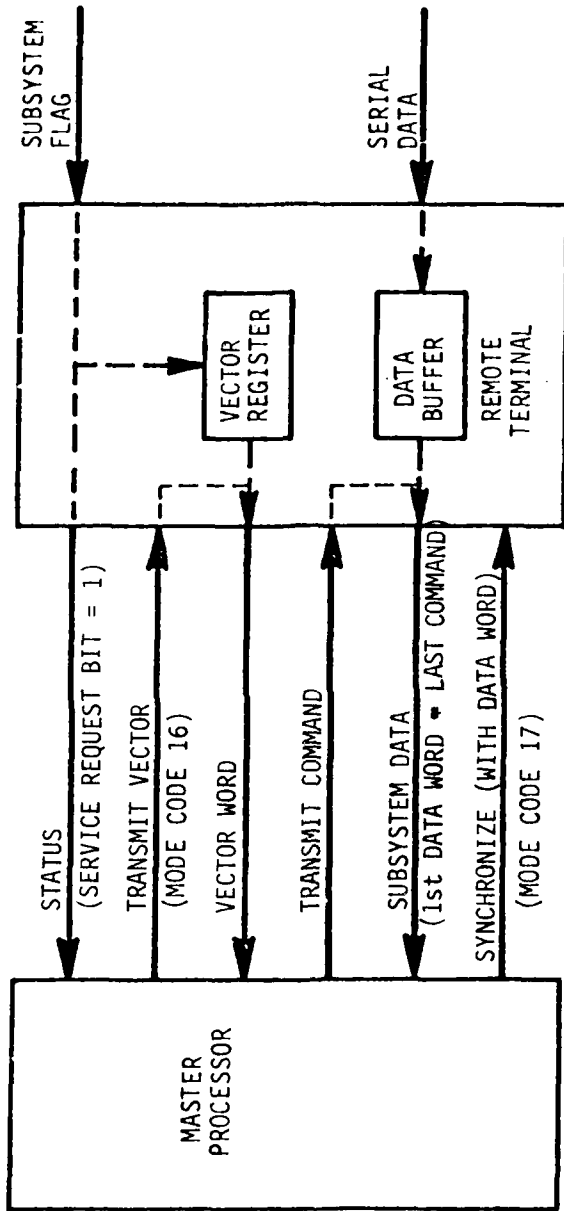 MASTER
PROCESSOR
STATUS
(SERVICE REQUEST BIT = 1)
TRANSMIT VECTOR
(MODE CODE 16)
VECTOR WORD
TRANSMIT COMMAND
SUBSYSTEM DATA
(1st DATA WORD = LAST COMMAND)
SYNCHRONIZE (WITH DATA WORD)
(MODE CODE 17)
VECTOR
REGISTER
DATA
BUFFER
REMOTE
TERMINAL
SUBSYSTEM
FLAG
SERIAL
DATA